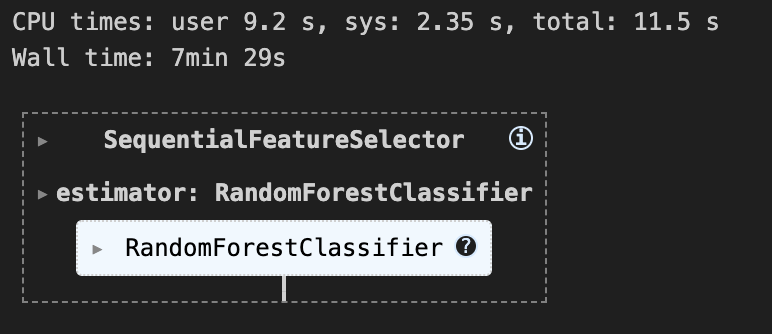 CPU times: user 9.2 s, sys: 2.35 s, total: 11.5 s
Wall time: 7min 29s
▸ SequentialFeatureSelector i
▸ estimator: RandomForestClassifier
▸ RandomForestClassifier ?